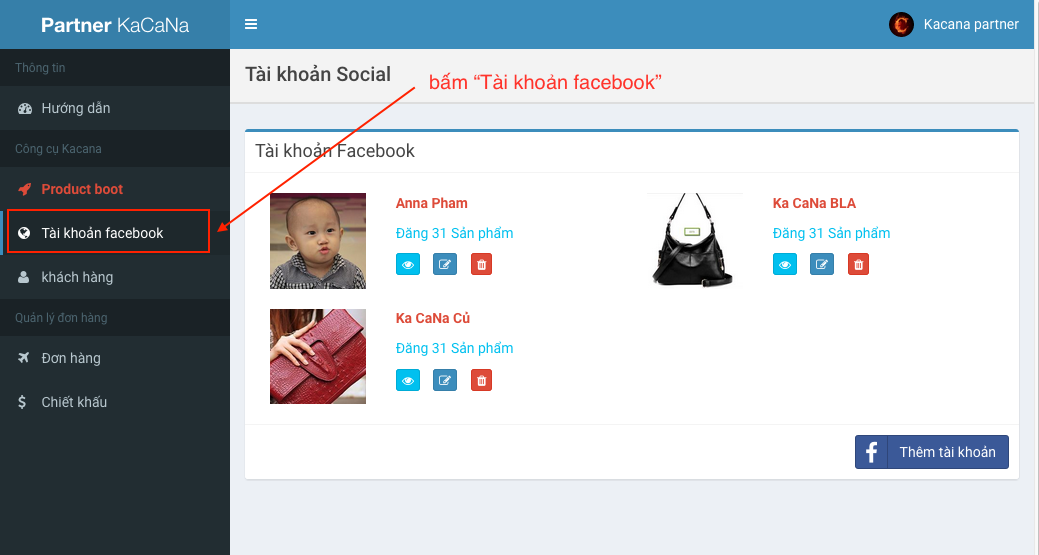 Partner KaCaNa
Kacana partner
Thông tin
Hướng dẫn
Công cụ Kacana
Product boot
Tài khoản facebook
khách hàng
Quản lý đơn hàng
Đơn hàng
Chiết khấu
Tài khoản Social
bấm “Tài khoản facebook”
Tài khoản Facebook
Anna Pham
Đăng 31 Sản phẩm
Ka CaNa BLA
Đăng 31 Sản phẩm
Ka CaNa Củ
Đăng 31 Sản phẩm
Thêm tài khoản